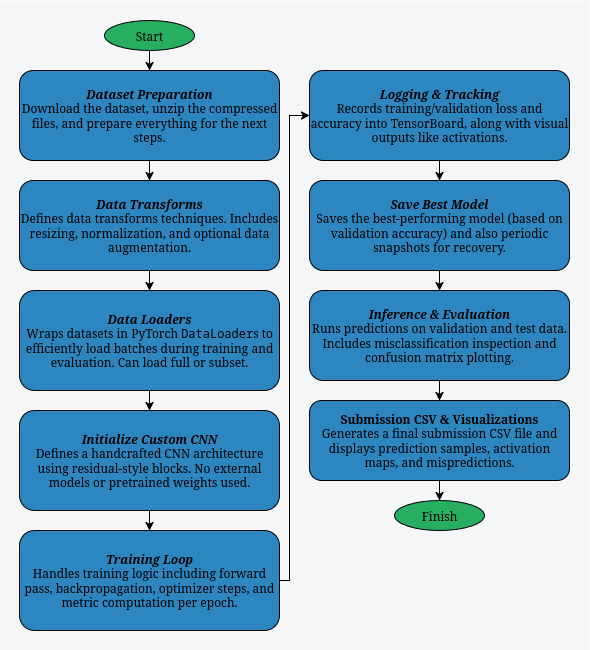 Start
Dataset Preparation
Download the dataset, unzip the compressed
files, and prepare everything for the next
steps.
Data Transforms
Defines data transforms techniques. Includes
resizing, normalization, and optional data
augmentation.
Data Loaders
Wraps datasets in PyTorch DataLoaders to
efficiently load batches during training and
evaluation. Can load full or subset.
Initialize Custom CNN
Defines a handcrafted CNN architecture
using residual-style blocks. No external
models or pretrained weights used.
Training Loop
Handles training logic including forward
pass, backpropagation, optimizer steps, and
metric computation per epoch.
Logging & Tracking
Records training/validation loss and
accuracy into TensorBoard, along with visual
outputs like activations.
Save Best Model
Saves the best-performing model (based on
validation accuracy) and also periodic
snapshots for recovery.
Inference & Evaluation
Runs predictions on validation and test data.
Includes misclassification inspection and
confusion matrix plotting.
Submission CSV & Visualizations
Generates a final submission CSV file and
displays prediction samples, activation
maps, and mispredictions.
Finish